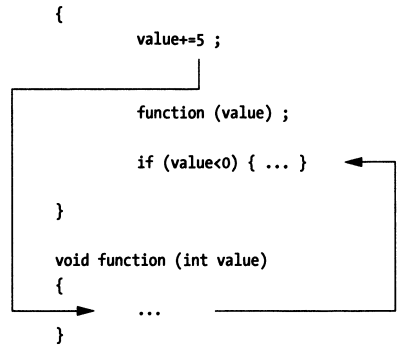 {
value+=5 ;
function (value) ;
if (value<0) { ... }
}
void function (int value)
{
...
}